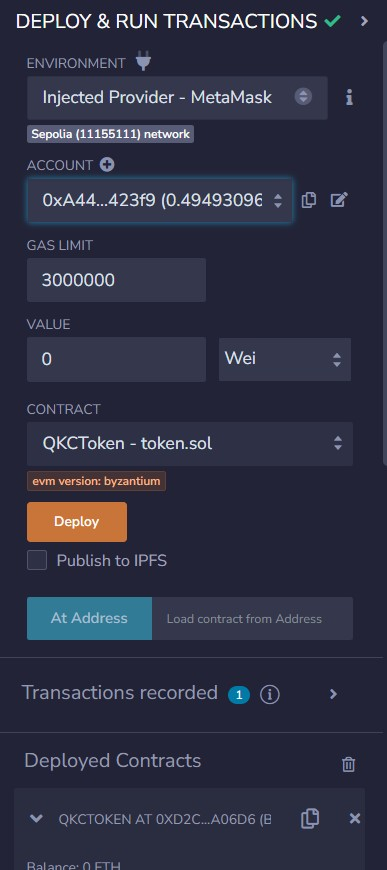 DEPLOY & RUN TRANSACTIONS
ENVIRONMENT
Injected Provider - MetaMask
Sepolia (11155111) network
ACCOUNT
0xA44...423f9 (0.49493096
GAS LIMIT
3000000
VALUE
0 Wei
CONTRACT
QKCToken - token.sol
evm version: byzantium
Deploy
Publish to IPFS
At Address Load contract from Address
Transactions recorded 1
Deployed Contracts
QKCTOKEN AT 0XD2C...A06D6 (B
Balance: 0 ETH